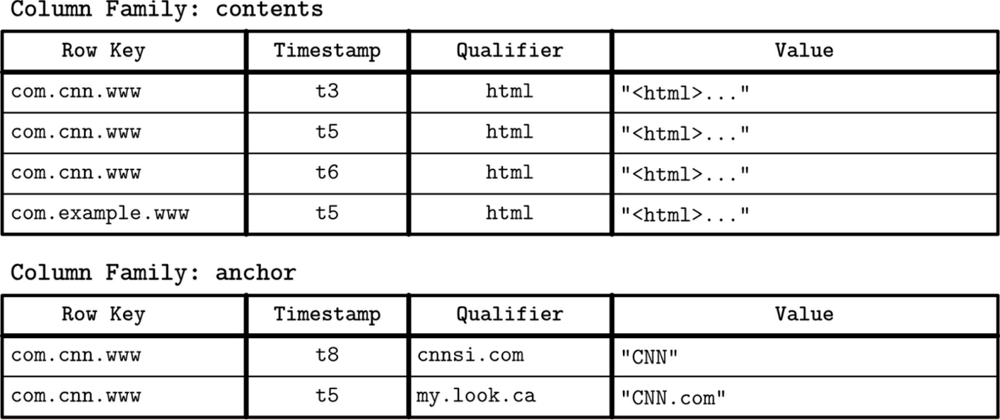 Column Family: contents
Row Key Timestamp Qualifier Value
com.cnn.www t3 html "<html>..."
com.cnn.www t5 html "<html>..."
com.cnn.www t6 html "<html>..."
com.example.www t5 html "<html>..."
Column Family: anchor
Row Key Timestamp Qualifier Value
com.cnn.www t8 cnnsi.com "CNN"
com.cnn.www t5 my.look.ca "CNN.com"